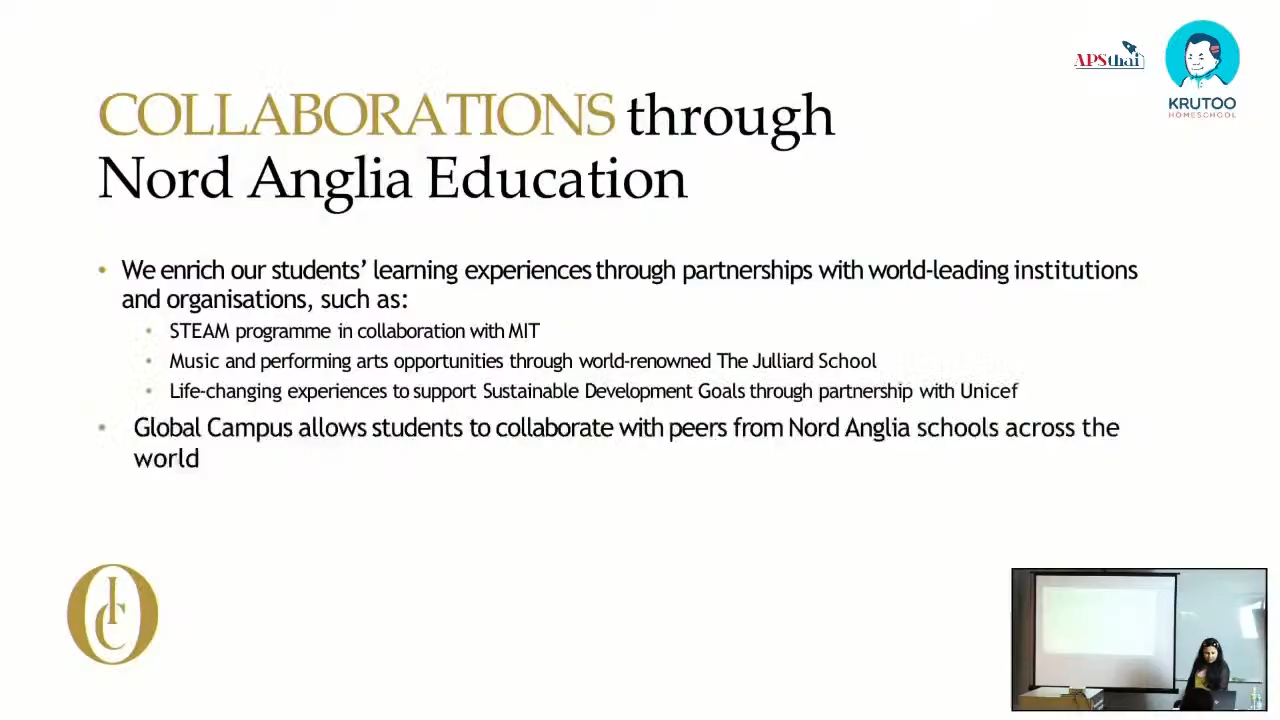 APSthai
KRUTOO
HOMESCHOOL
COLLABORATIONS through
Nord Anglia Education
• We enrich our students’ learning experiences through partnerships with world-leading institutions
and organisations, such as:
• STEAM programme in collaboration with MIT
• Music and performing arts opportunities through world-renowned The Julliard School
• Life-changing experiences to support Sustainable Development Goals through partnership with Unicef
• Global Campus allows students to collaborate with peers from Nord Anglia schools across the
world
OIC